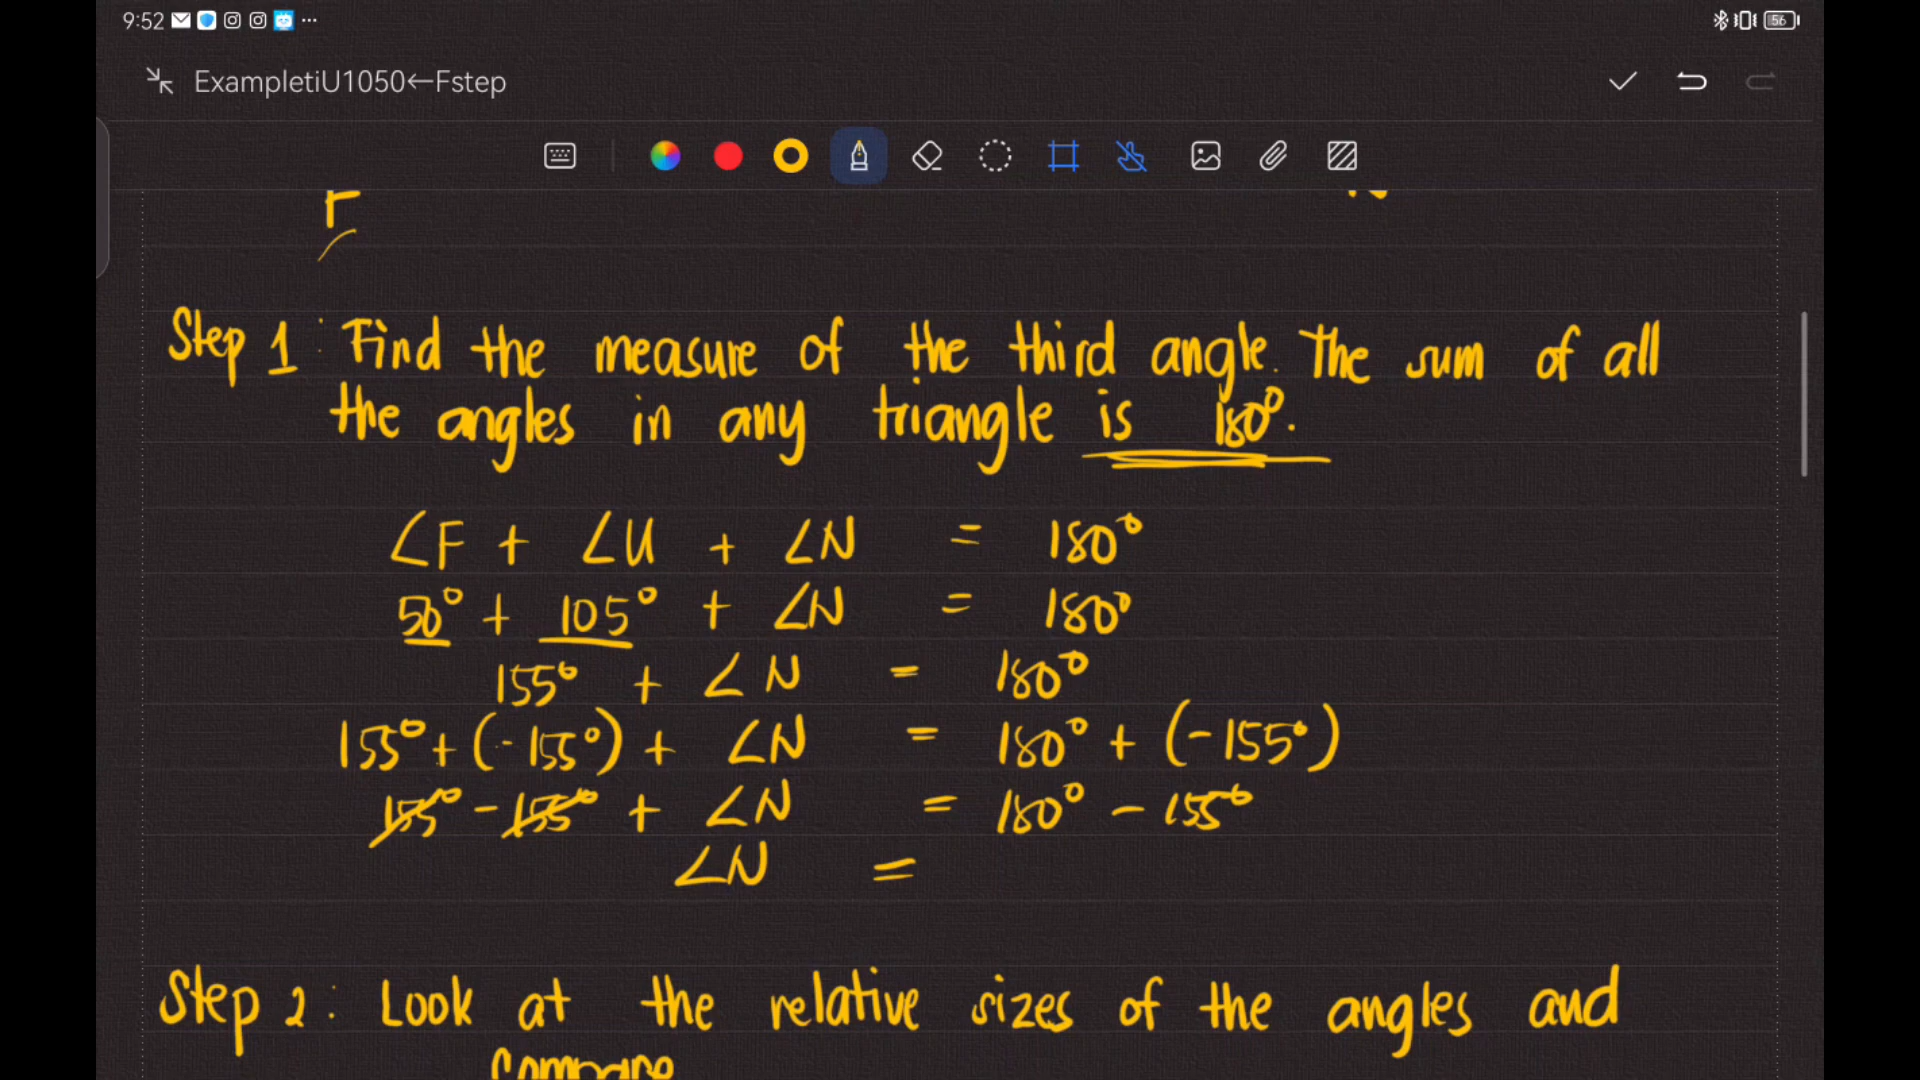 9:52
56
ExampletiU1050←Fstep
F
Step 1: Find the measure of the third angle. The sum of all
the angles in any triangle is 180°.
∠F + ∠U + ∠N = 180°
50° + 105° + ∠N = 180°
155° + ∠N = 180°
155° + (-155°) + ∠N = 180° + (-155°)
155° - 155° + ∠N = 180° - 155°
∠N =
Step 2: Look at the relative sizes of the angles and
compare